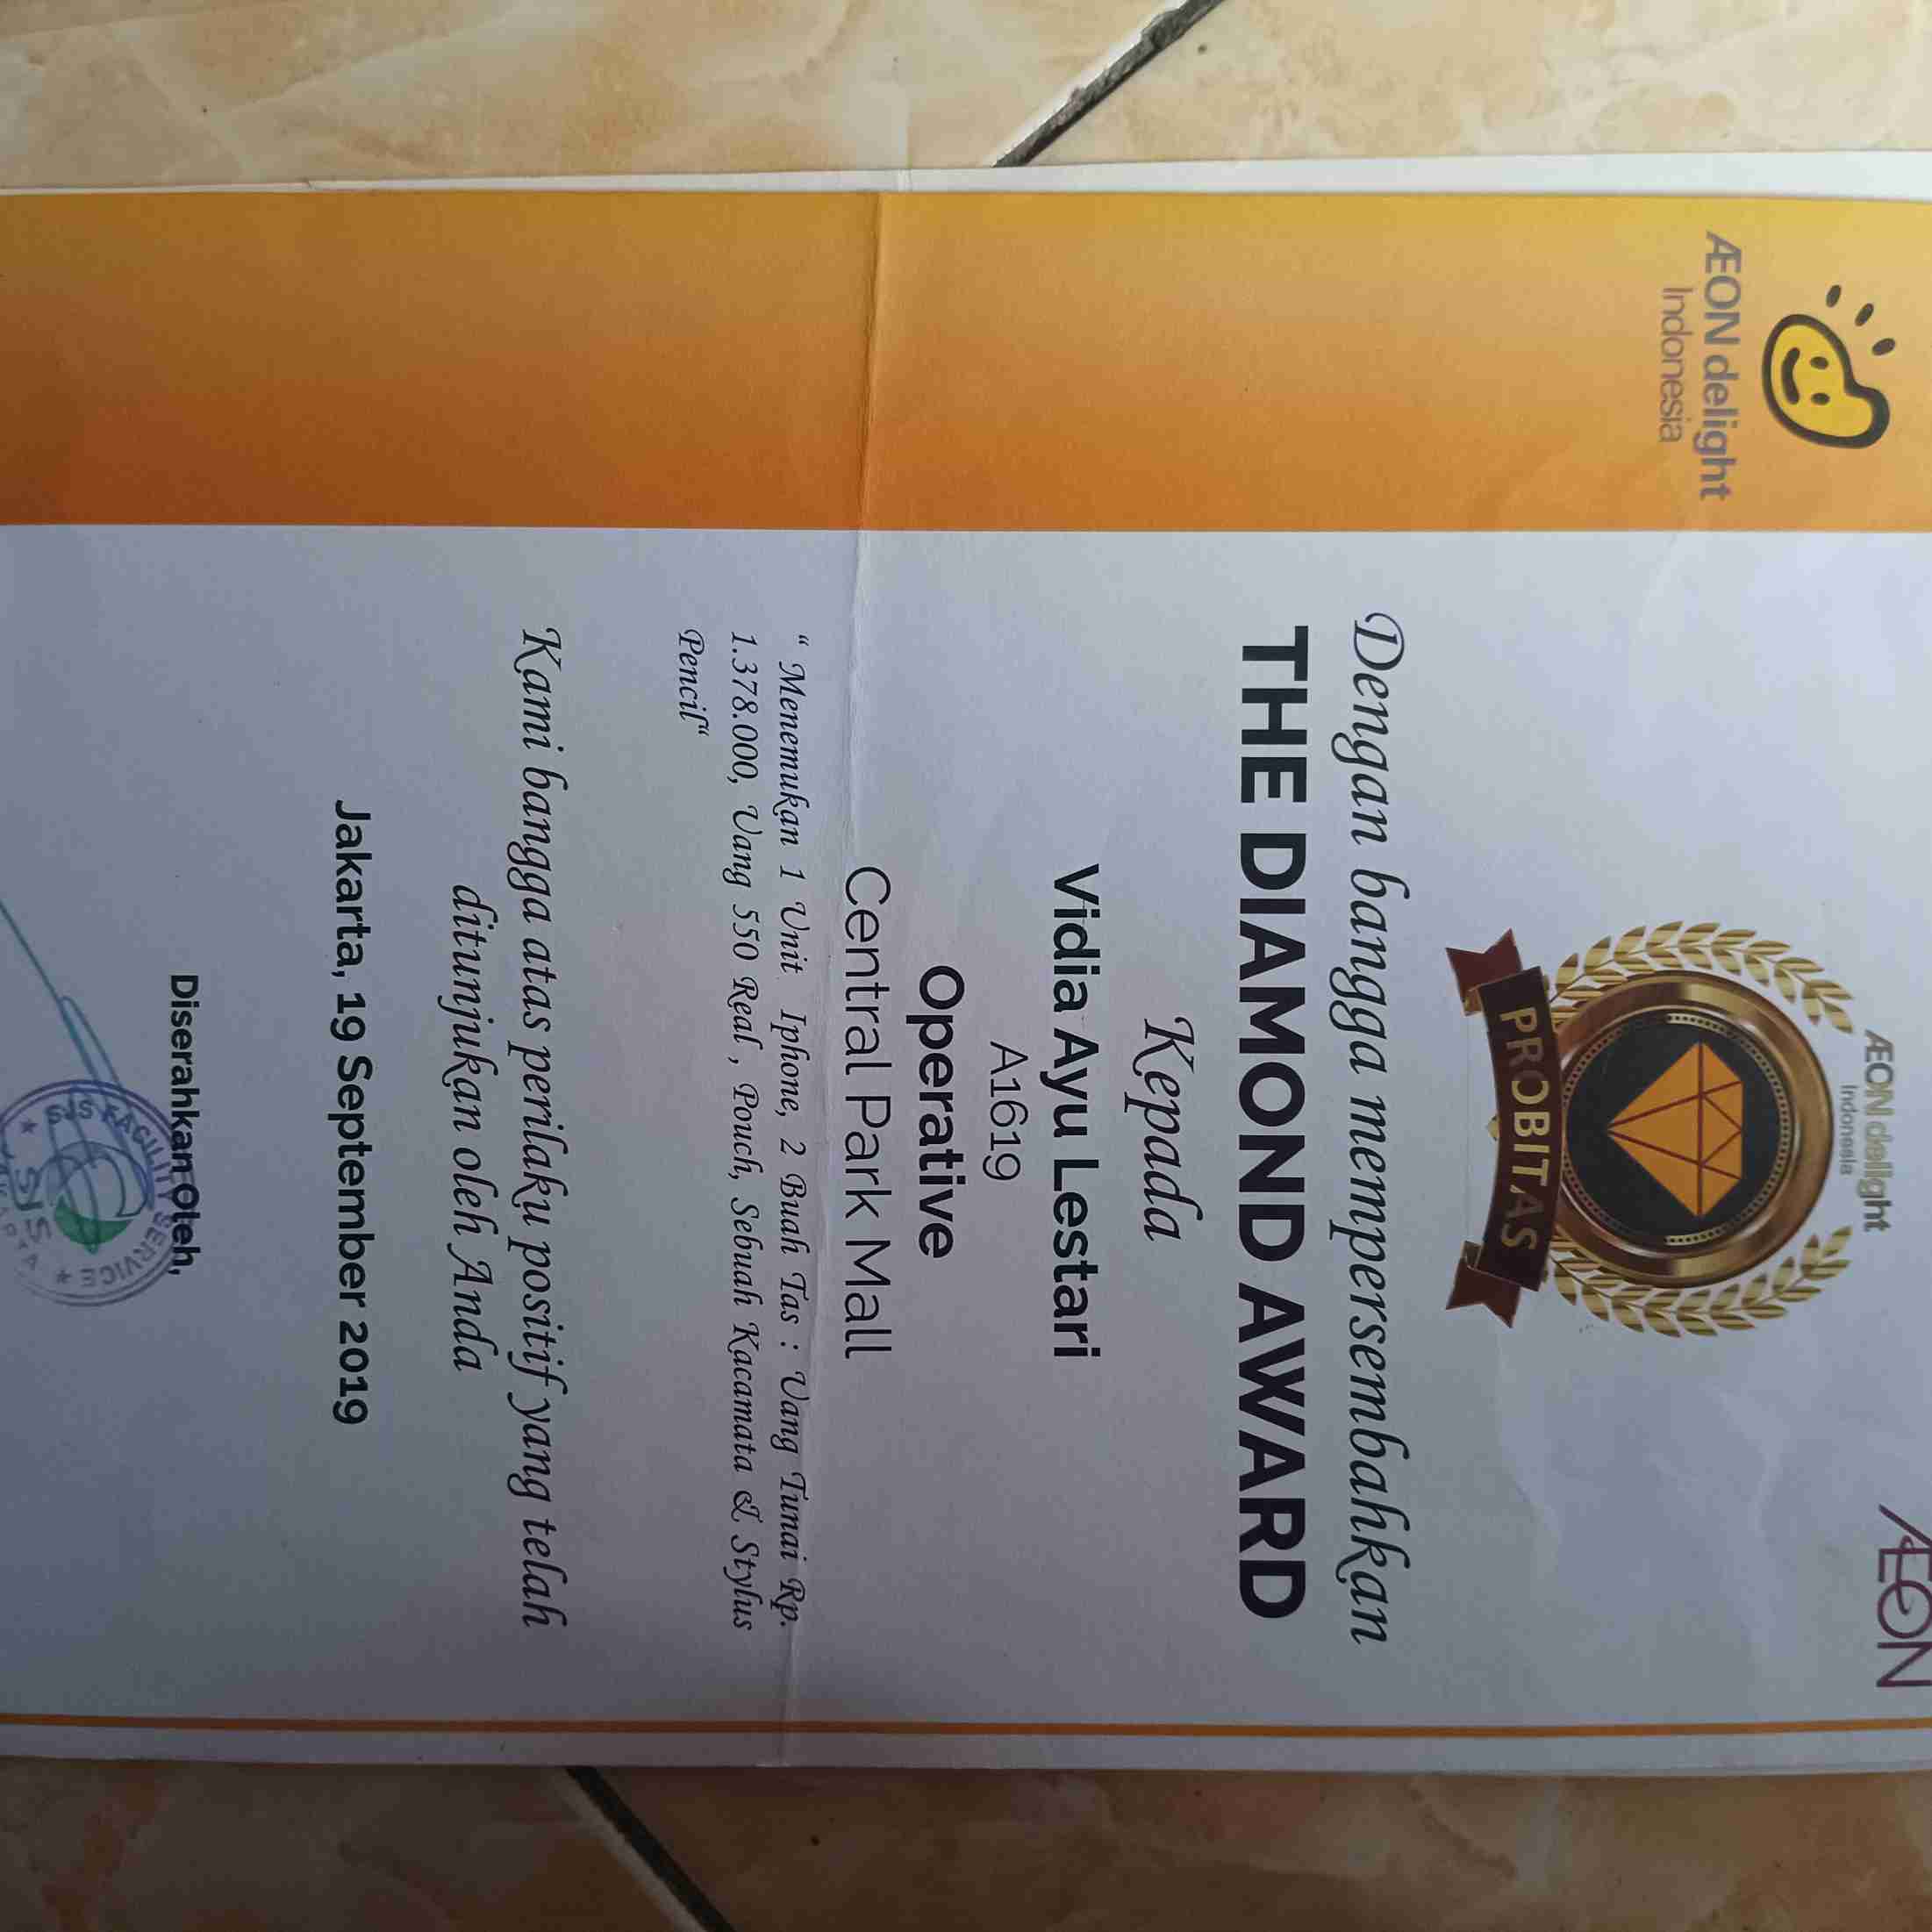 ÆON delight
Indonesia
ÆON
ÆON delight
Indonesia
PROBITAS
Dengan bangga mempersembahkan
THE DIAMOND AWARD
Kepada
Vidia Ayu Lestari
A1619
Operative
Central Park Mall
“ Menemukan 1 Unit Iphone, 2 Buah Tas : Uang Tunai Rp.
1.378.000, Uang 550 Real , Pouch, Sebuah Kacamata & Stylus
Pencil“
Kami bangga atas perilaku positif yang telah
ditunjukan oleh Anda
Jakarta, 19 September 2019
Diserahkan Oleh,
SJS FACILITY SERVICE
SJS